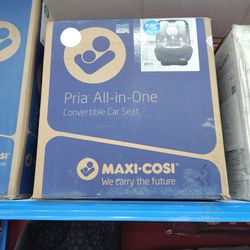 Pria All-in-One
Convertible Car Seat
MAXI-COSI
We carry the future